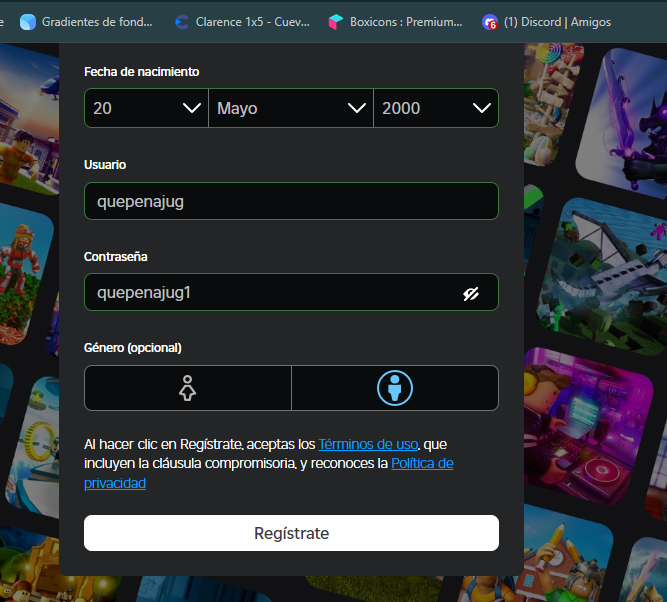 e Gradientes de fond... Clarence 1x5 - Cuev... Boxicons : Premium... 6 (1) Discord | Amigos
Fecha de nacimiento
20 Mayo 2000
Usuario
quepenajug
Contraseña
quepenajug1
Género (opcional)
Al hacer clic en Regístrate, aceptas los Términos de uso, que
incluyen la cláusula compromisoria, y reconoces la Política de
privacidad
Regístrate